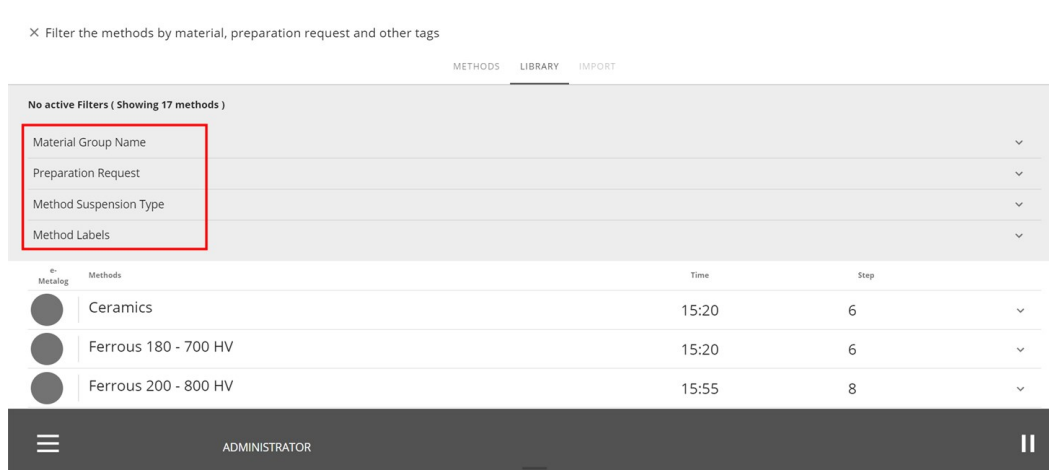 × Filter the methods by material, preparation request and other tags
METHODS LIBRARY IMPORT
No active Filters ( Showing 17 methods )
Material Group Name
Preparation Request
Method Suspension Type
Method Labels
e-Metalog Methods Time Step
Ceramics 15:20 6
Ferrous 180 - 700 HV 15:20 6
Ferrous 200 - 800 HV 15:55 8
ADMINISTRATOR